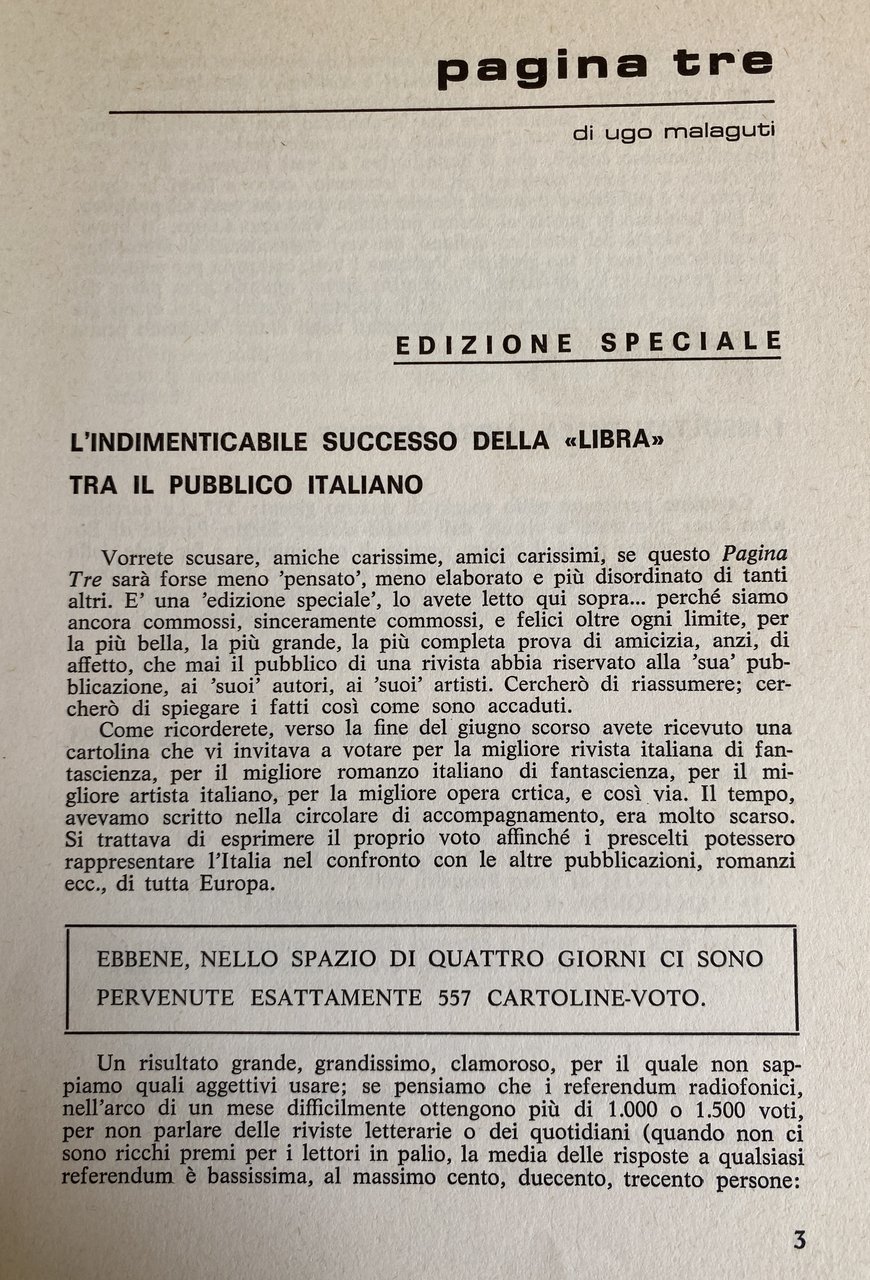 pagina tre
di ugo malaguti
EDIZIONE SPECIALE
L'INDIMENTICABILE SUCCESSO DELLA «LIBRA»
TRA IL PUBBLICO ITALIANO
Vorrete scusare, amiche carissime, amici carissimi, se questo Pagina
Tre sarà forse meno 'pensato', meno elaborato e più disordinato di tanti
altri. E' una 'edizione speciale', lo avete letto qui sopra... perché siamo
ancora commossi, sinceramente commossi, e felici oltre ogni limite, per
la più bella, la più grande, la più completa prova di amicizia, anzi, di
affetto, che mai il pubblico di una rivista abbia riservato alla 'sua' pub-
blicazione, ai 'suoi' autori, ai 'suoi' artisti. Cercherò di riassumere; cer-
cherò di spiegare i fatti così come sono accaduti.
Come ricorderete, verso la fine del giugno scorso avete ricevuto una
cartolina che vi invitava a votare per la migliore rivista italiana di fan-
tascienza, per il migliore romanzo italiano di fantascienza, per il mi-
gliore artista italiano, per la migliore opera crtica, e così via. Il tempo,
avevamo scritto nella circolare di accompagnamento, era molto scarso.
Si trattava di esprimere il proprio voto affinché i prescelti potessero
rappresentare l'Italia nel confronto con le altre pubblicazioni, romanzi
ecc., di tutta Europa.
EBBENE, NELLO SPAZIO DI QUATTRO GIORNI CI SONO
PERVENUTE ESATTAMENTE 557 CARTOLINE-VOTO.
Un risultato grande, grandissimo, clamoroso, per il quale non sap-
piamo quali aggettivi usare; se pensiamo che i referendum radiofonici,
nell'arco di un mese difficilmente ottengono più di 1.000 o 1.500 voti,
per non parlare delle riviste letterarie o dei quotidiani (quando non ci
sono ricchi premi per i lettori in palio, la media delle risposte a qualsiasi
referendum è bassissima, al massimo cento, duecento, trecento persone:
3